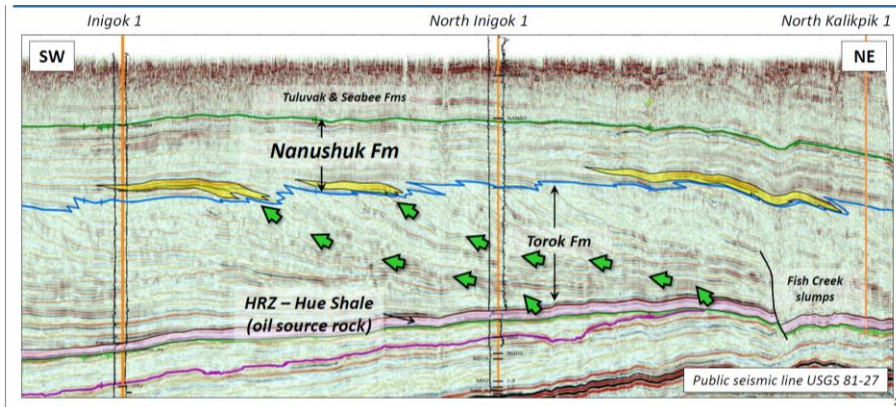 Inigok 1
North Inigok 1
North Kalikpik 1
SW
NE
Tuluvak & Seabee Fms
Nanushuk Fm
Torok Fm
HRZ – Hue Shale
(oil source rock)
Fish Creek
slumps
Public seismic line USGS 81-27